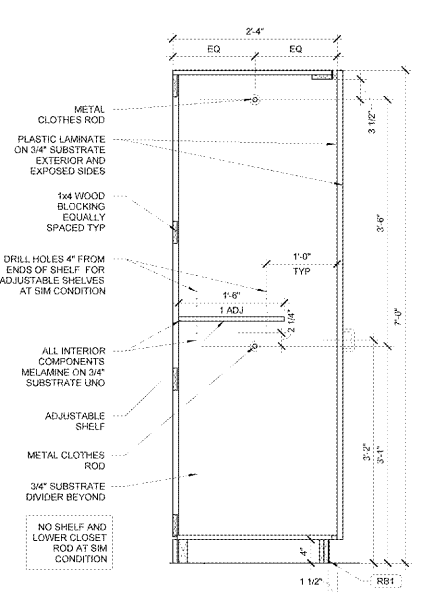 2'-4"
EQ
EQ
METAL
CLOTHES ROD
3 1/2"
PLASTIC LAMINATE
ON 3/4" SUBSTRATE
EXTERIOR AND
EXPOSED SIDES
1x4 WOOD
BLOCKING
EQUALLY
SPACED TYP
3'-6"
DRILL HOLES 4" FROM
ENDS OF SHELF FOR
ADJUSTABLE SHELVES
AT SIM CONDITION
1'-0"
TYP
1'-6"
1 ADJ
2 1/4"
7'-0"
ALL INTERIOR
COMPONENTS
MELAMINE ON 3/4"
SUBSTRATE UNO
ADJUSTABLE
SHELF
METAL CLOTHES
ROD
3'-2"
3'-1"
3/4" SUBSTRATE
DIVIDER BEYOND
NO SHELF AND
LOWER CLOSET
ROD AT SIM
CONDITION
4"
1 1/2"
RB1